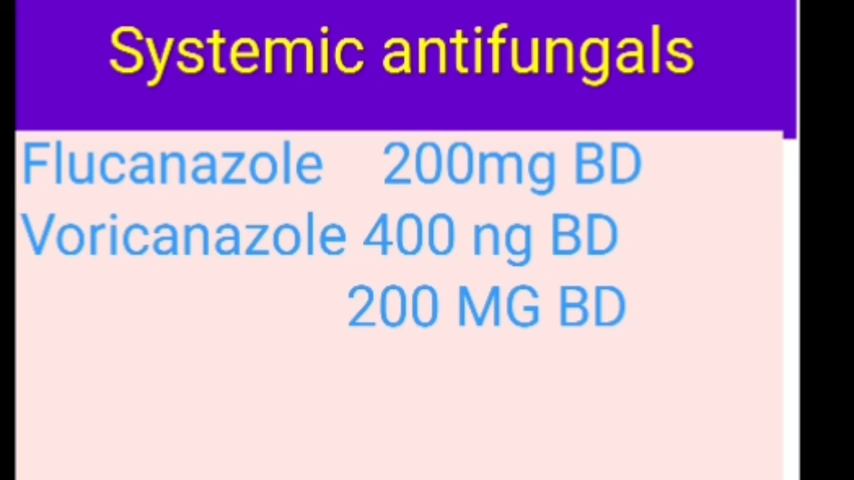 Systemic antifungals
Flucanazole 200mg BD
Voricanazole 400 ng BD
200 MG BD